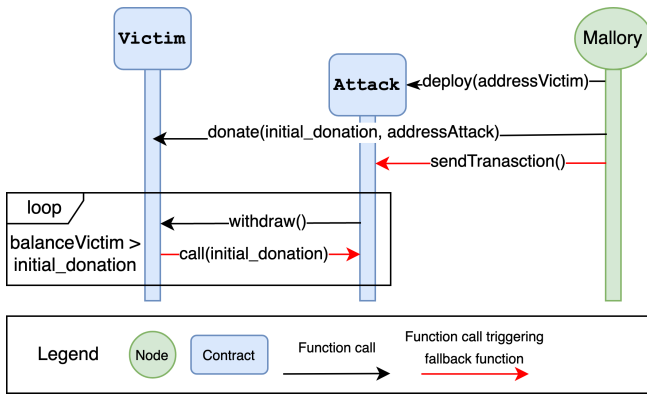 Victim
Mallory
Attack
deploy(addressVictim)
donate(initial_donation, addressAttack)
sendTranasction()
loop
balanceVictim >
initial_donation
withdraw()
call(initial_donation)
Legend
Node
Contract
Function call
Function call triggering
fallback function